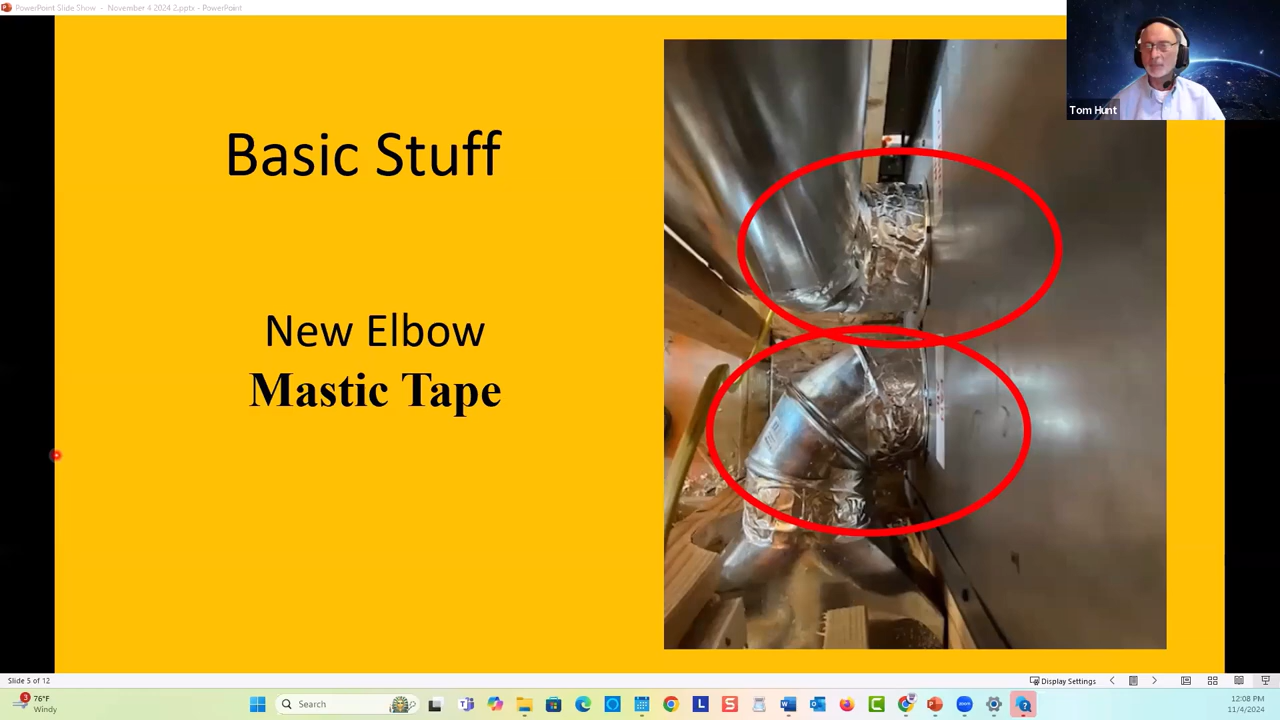 PowerPoint Slide Show - November 4 2024 2.pptx - PowerPoint
Tom Hunt
Basic Stuff
New Elbow
Mastic Tape
Slide 5 of 12
Display Settings
3
76°F
Windy
Search
L
S
12:08 PM
11/4/2024